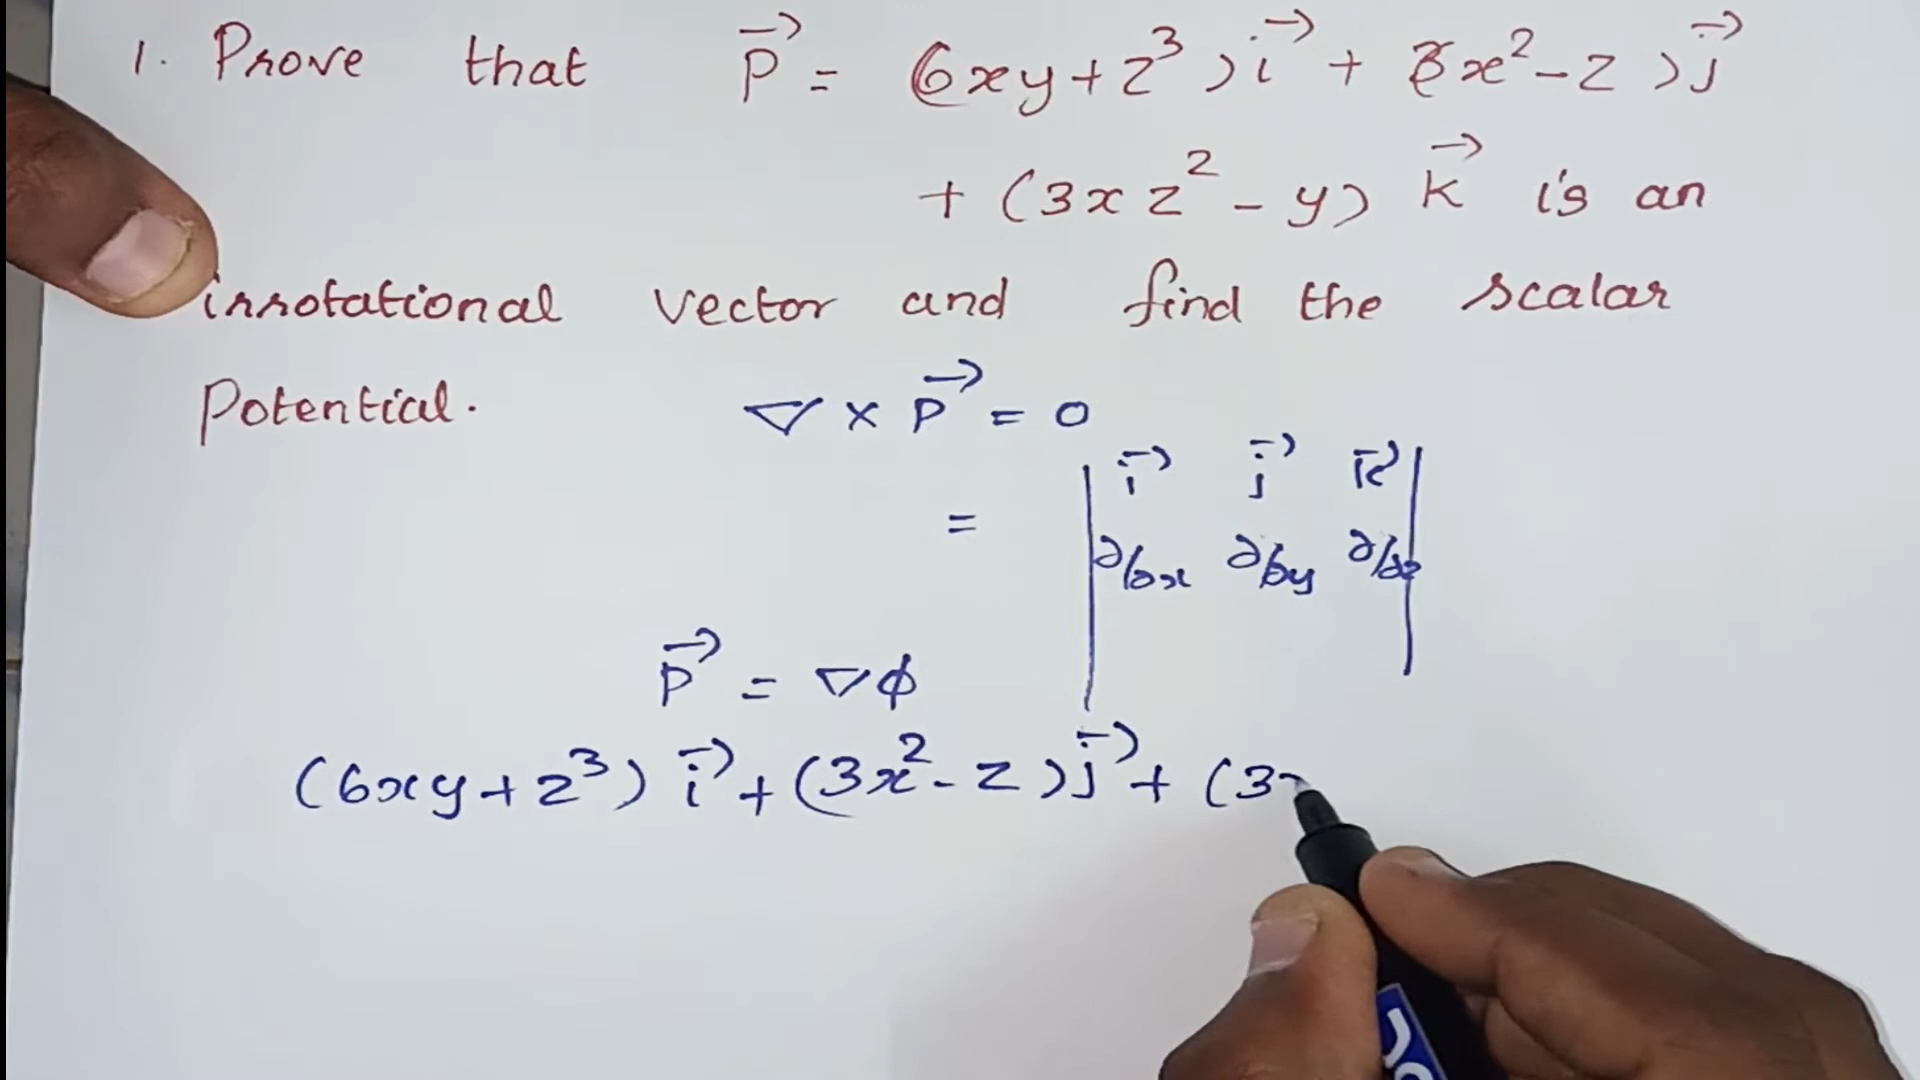 1. Prove that P⃗ = (6xy+z³)i⃗ + (3x²-z)j⃗
+ (3xz²-y) k⃗ is an
irrotational vector and find the scalar
Potential.
∇ × P⃗ = 0
= | i⃗ j⃗ k⃗ |
| ∂/∂x ∂/∂y ∂/∂z |
P⃗ = ∇ϕ
(6xy+z³) i⃗ + (3x²-z)j⃗ + (3x